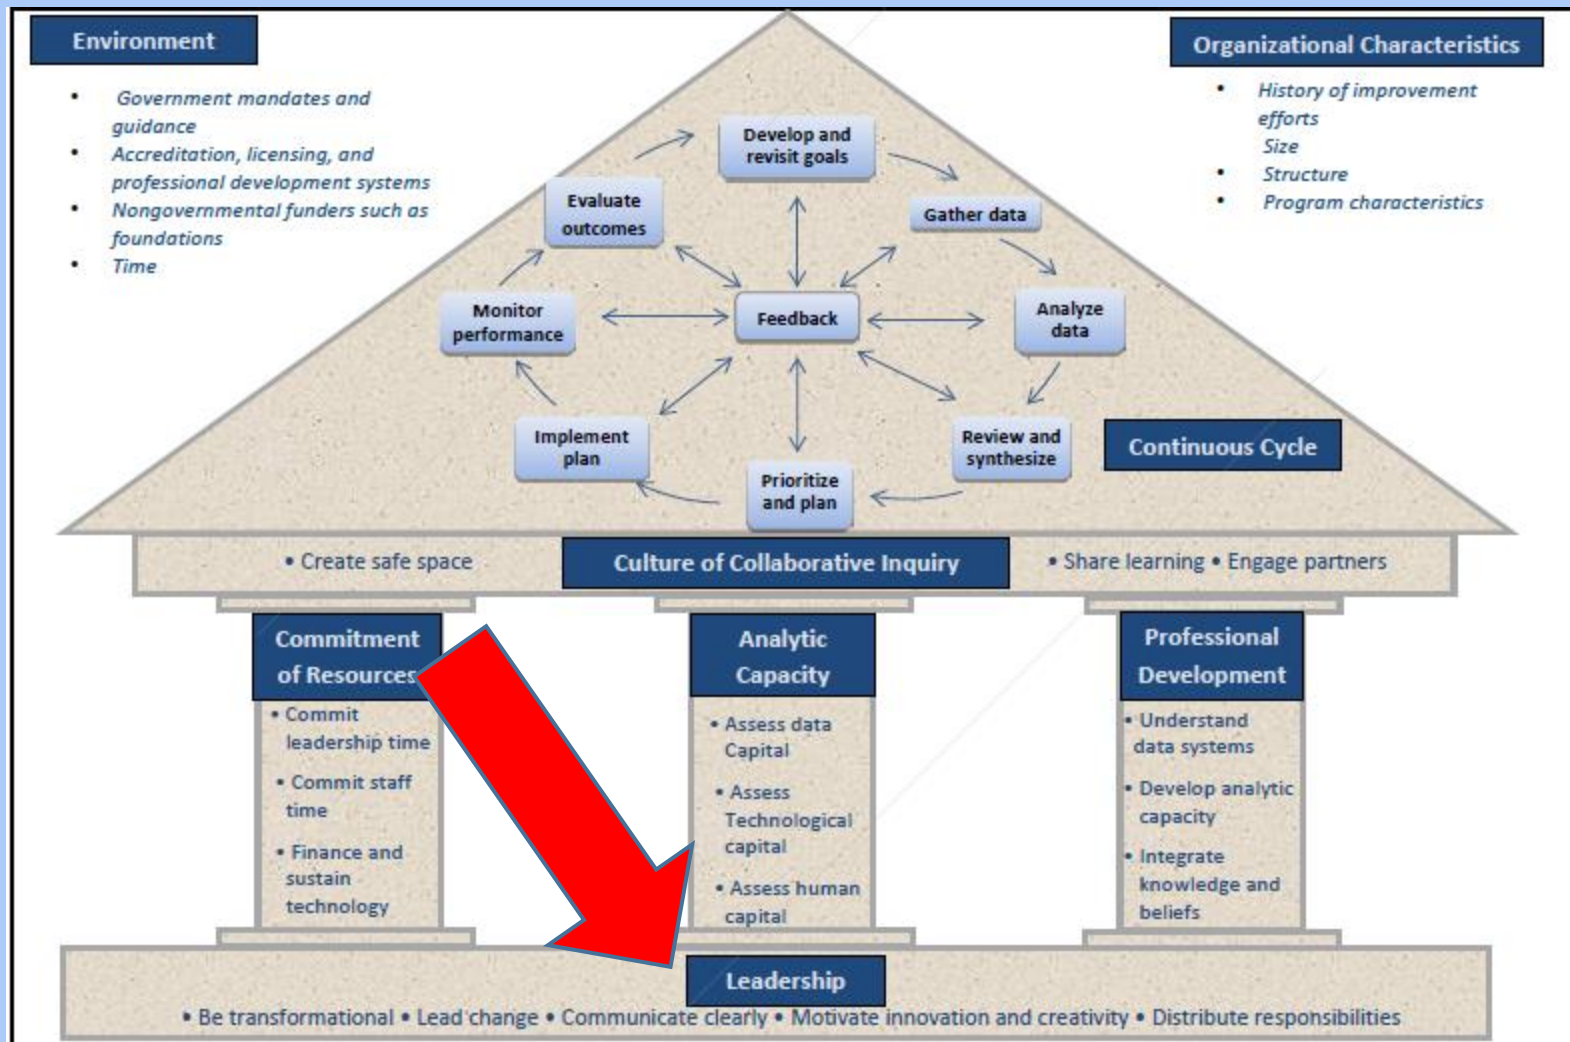 Environment
• Government mandates and
guidance
• Accreditation, licensing, and
professional development systems
• Nongovernmental funders such as
foundations
• Time
Organizational Characteristics
• History of improvement
efforts
Size
• Structure
• Program characteristics
Develop and
revisit goals
Gather data
Analyze
data
Review and
synthesize
Prioritize
and plan
Implement
plan
Monitor
performance
Evaluate
outcomes
Feedback
Continuous Cycle
• Create safe space
Culture of Collaborative Inquiry
• Share learning • Engage partners
Commitment
of Resources
• Commit
leadership time
• Commit staff
time
• Finance and
sustain
technology
Analytic
Capacity
• Assess data
Capital
• Assess
Technological
capital
• Assess human
capital
Professional
Development
• Understand
data systems
• Develop analytic
capacity
• Integrate
knowledge and
beliefs
Leadership
• Be transformational • Lead change • Communicate clearly • Motivate innovation and creativity • Distribute responsibilities